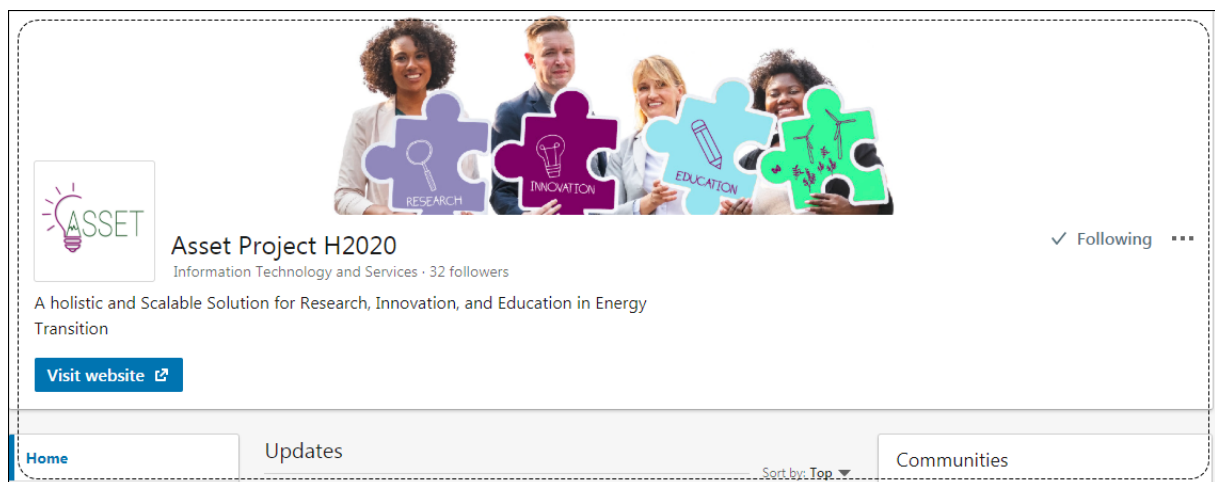 RESEARCH
INNOVATION
EDUCATION
ASSET
Asset Project H2020
Following
Information Technology and Services · 32 followers
A holistic and Scalable Solution for Research, Innovation, and Education in Energy
Transition
Visit website
Home
Updates
Sort by: Top
Communities